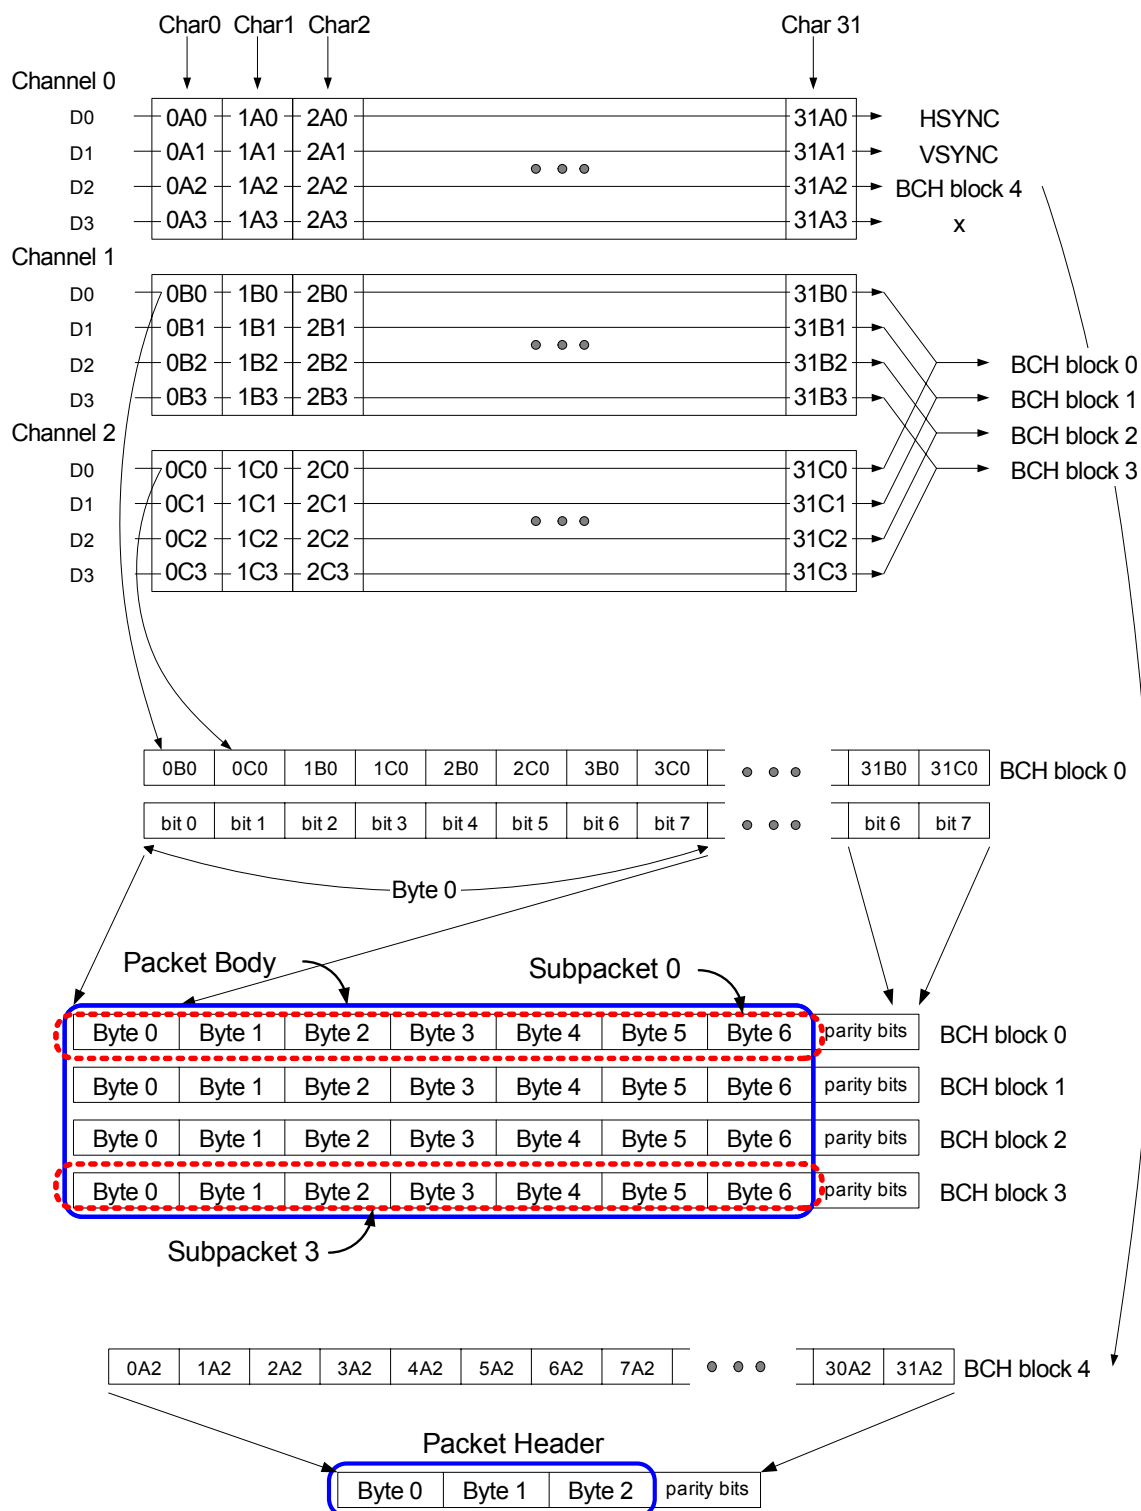 Char0 Char1 Char2 Char 31
Channel 0
D0 0A0 1A0 2A0 31A0 HSYNC
D1 0A1 1A1 2A1 31A1 VSYNC
D2 0A2 1A2 2A2 31A2 BCH block 4
D3 0A3 1A3 2A3 31A3 x
Channel 1
D0 0B0 1B0 2B0 31B0
D1 0B1 1B1 2B1 31B1
D2 0B2 1B2 2B2 31B2 BCH block 0
D3 0B3 1B3 2B3 31B3 BCH block 1
Channel 2 BCH block 2
D0 0C0 1C0 2C0 31C0 BCH block 3
D1 0C1 1C1 2C1 31C1
D2 0C2 1C2 2C2 31C2
D3 0C3 1C3 2C3 31C3
0B0 0C0 1B0 1C0 2B0 2C0 3B0 3C0 31B0 31C0 BCH block 0
bit 0 bit 1 bit 2 bit 3 bit 4 bit 5 bit 6 bit 7 bit 6 bit 7
Byte 0
Packet Body Subpacket 0
Byte 0 Byte 1 Byte 2 Byte 3 Byte 4 Byte 5 Byte 6 parity bits BCH block 0
Byte 0 Byte 1 Byte 2 Byte 3 Byte 4 Byte 5 Byte 6 parity bits BCH block 1
Byte 0 Byte 1 Byte 2 Byte 3 Byte 4 Byte 5 Byte 6 parity bits BCH block 2
Byte 0 Byte 1 Byte 2 Byte 3 Byte 4 Byte 5 Byte 6 parity bits BCH block 3
Subpacket 3
0A2 1A2 2A2 3A2 4A2 5A2 6A2 7A2 30A2 31A2 BCH block 4
Packet Header
Byte 0 Byte 1 Byte 2 parity bits